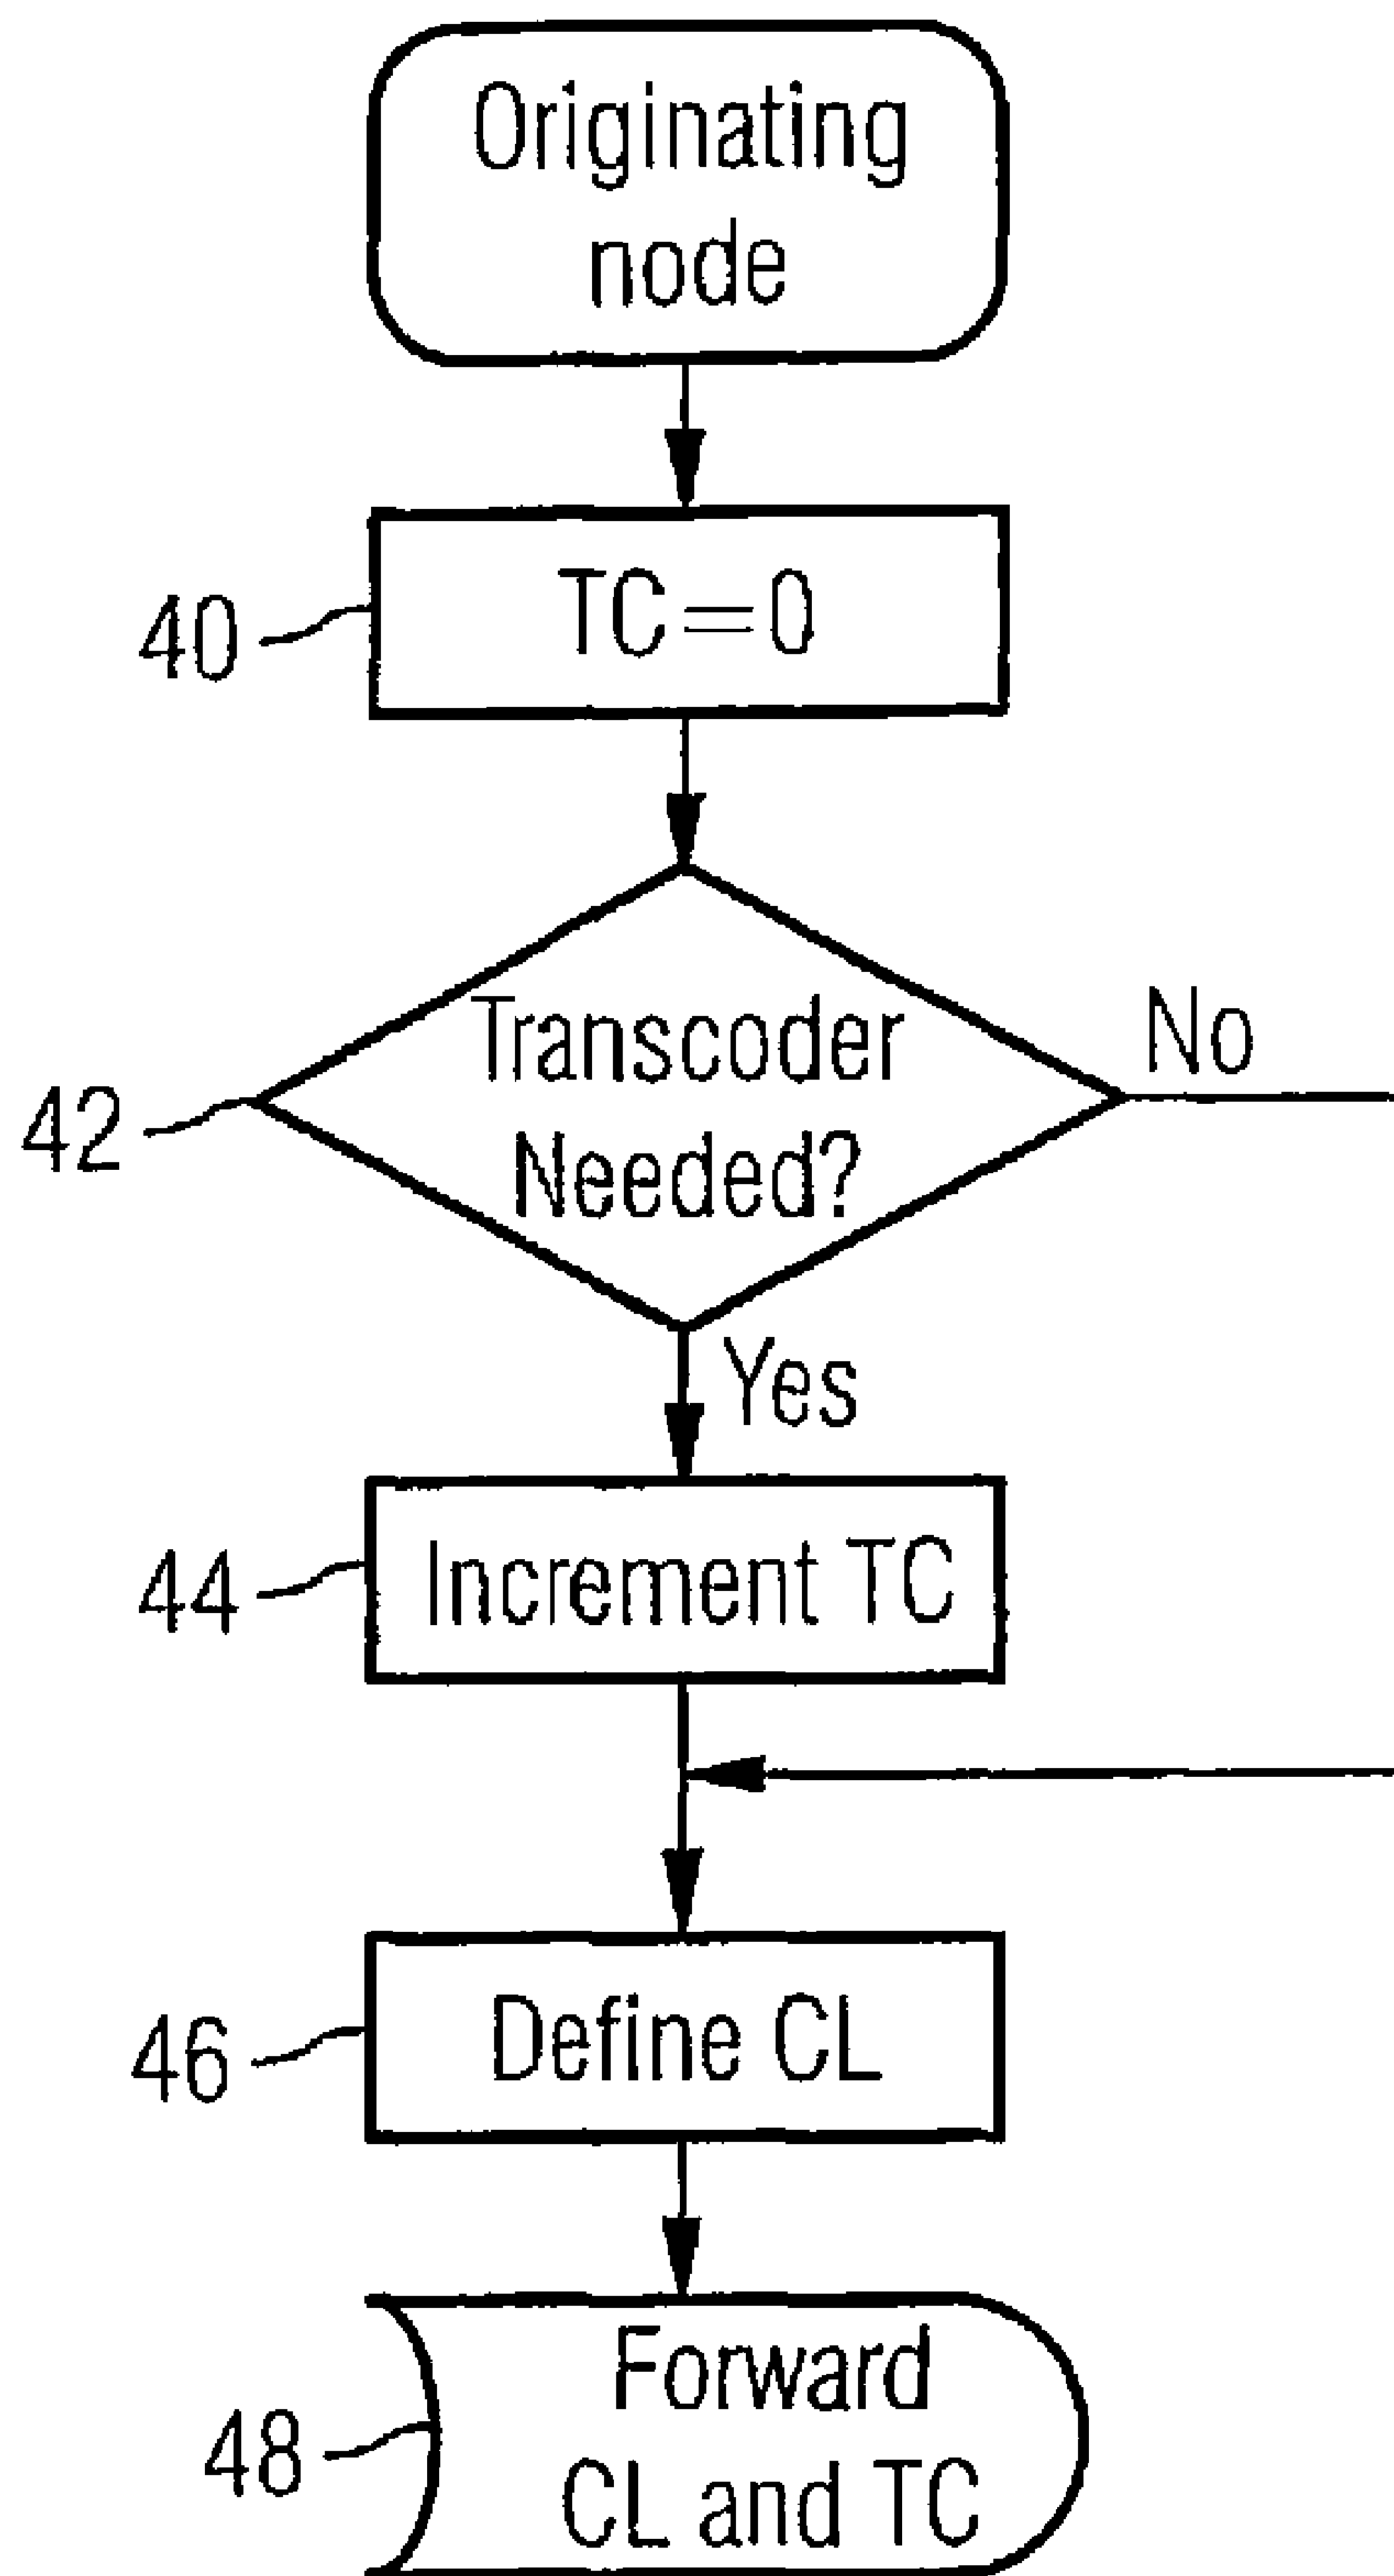 Originating
node
40
TC=0
Transcoder
Needed?
No
42
Yes
44
Increment TC
46
Define CL
48
Forward
CL and TC